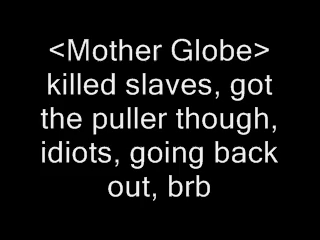 <Mother Globe>
killed slaves, got
the puller though,
idiots, going back
out, brb